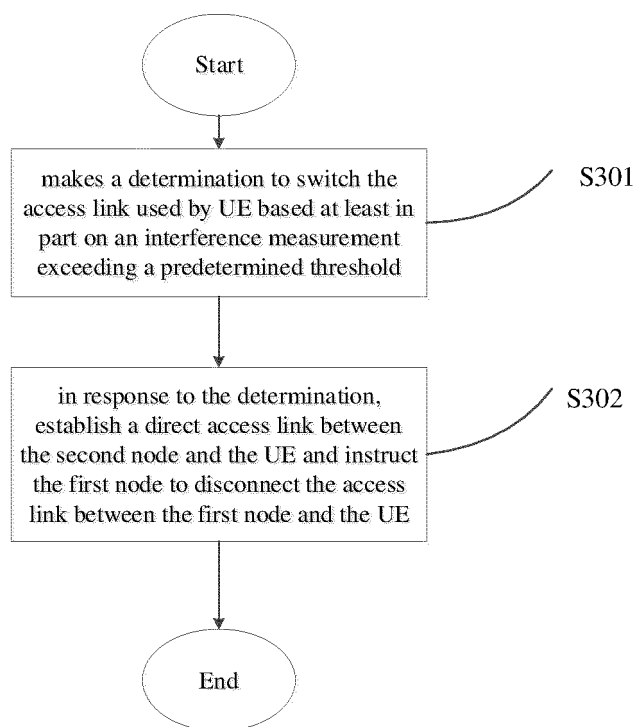 Start
makes a determination to switch the
access link used by UE based at least in
part on an interference measurement
exceeding a predetermined threshold
S301
in response to the determination,
establish a direct access link between
the second node and the UE and instruct
the first node to disconnect the access
link between the first node and the UE
S302
End